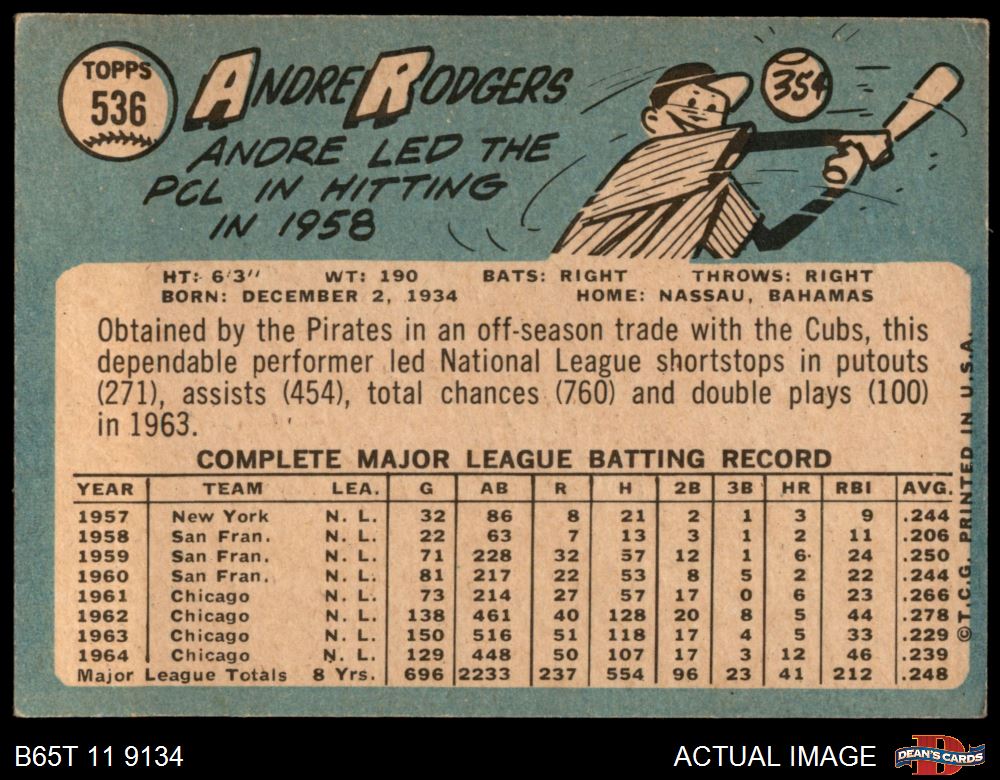 TOPPS
536
ANDRE RODGERS
354
ANDRE LED THE
PCL IN HITTING
IN 1958
HT: 6'3" WT: 190 BATS: RIGHT THROWS: RIGHT
BORN: DECEMBER 2, 1934 HOME: NASSAU, BAHAMAS
Obtained by the Pirates in an off-season trade with the Cubs, this
dependable performer led National League shortstops in putouts
(271), assists (454), total chances (760) and double plays (100)
in 1963.
COMPLETE MAJOR LEAGUE BATTING RECORD
YEAR TEAM LEA. G AB R H 2B 3B HR RBI AVG.
1957 New York N. L. 32 86 8 21 2 1 3 9 .244
1958 San Fran. N. L. 22 63 7 13 3 1 2 11 .206
1959 San Fran. N. L. 71 228 32 57 12 1 6 24 .250
1960 San Fran. N. L. 81 217 22 53 8 5 2 22 .244
1961 Chicago N. L. 73 214 27 57 17 0 6 23 .266
1962 Chicago N. L. 138 461 40 128 20 8 5 44 .278
1963 Chicago N. L. 150 516 51 118 17 4 5 33 .229
1964 Chicago N. L. 129 448 50 107 17 3 12 46 .239
Major League Totals 8 Yrs. 696 2233 237 554 96 23 41 212 .248
©T.C.G. PRINTED IN U.S.A.
B65T 11 9134 ACTUAL IMAGE
DEAN'S CARDS